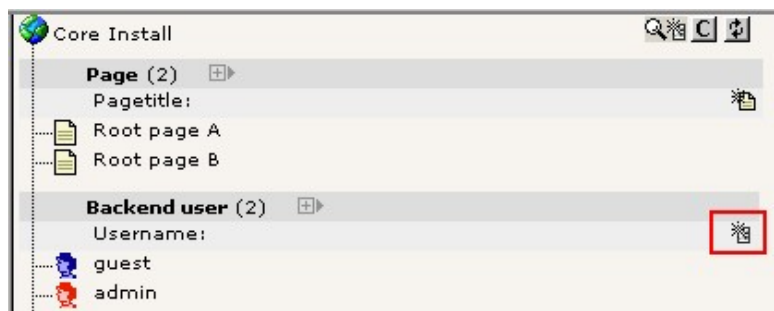 Core Install C
Page (2)
Pagetitle:
Root page A
Root page B
Backend user (2)
Username:
guest
admin